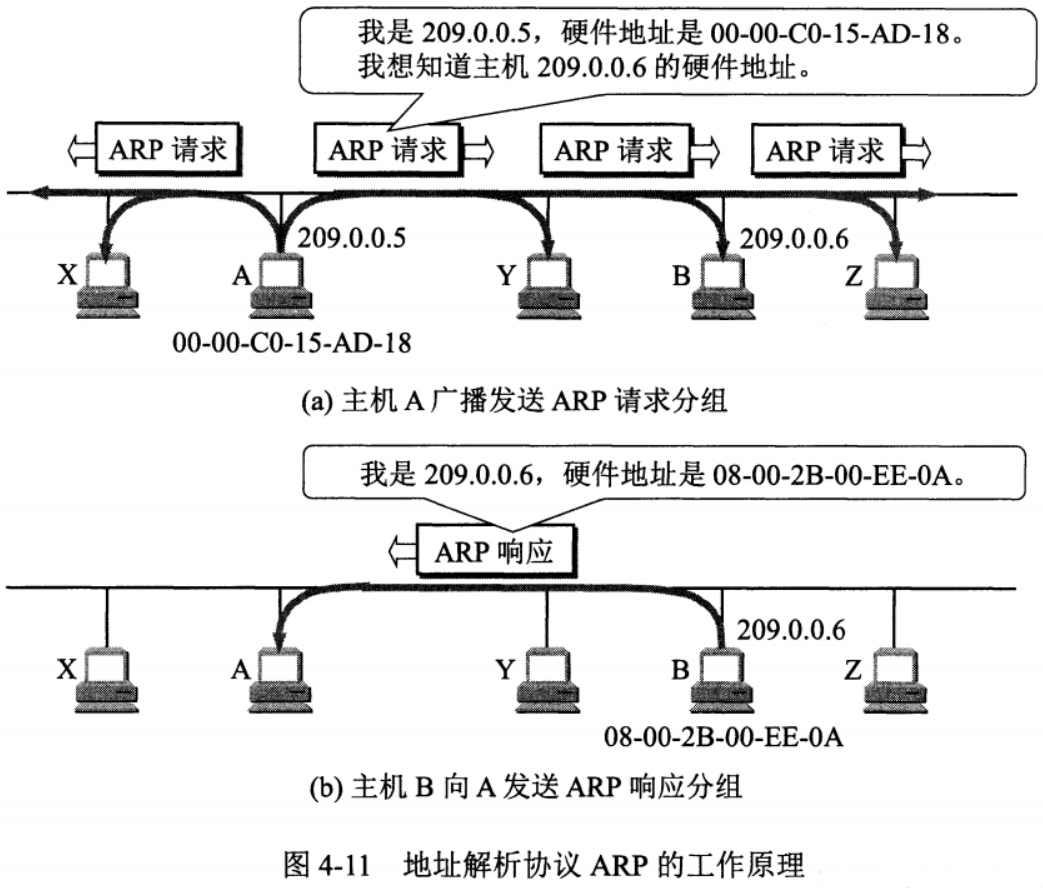 我是 209.0.0.5，硬件地址是 00-00-C0-15-AD-18。
我想知道主机 209.0.0.6 的硬件地址。
ARP 请求
ARP 请求
ARP 请求
ARP 请求
209.0.0.5
209.0.0.6
X
A
Y
B
Z
00-00-C0-15-AD-18
(a) 主机 A 广播发送 ARP 请求分组
我是 209.0.0.6，硬件地址是 08-00-2B-00-EE-0A。
ARP 响应
209.0.0.6
X
A
Y
B
Z
08-00-2B-00-EE-0A
(b) 主机 B 向 A 发送 ARP 响应分组
图 4-11 地址解析协议 ARP 的工作原理